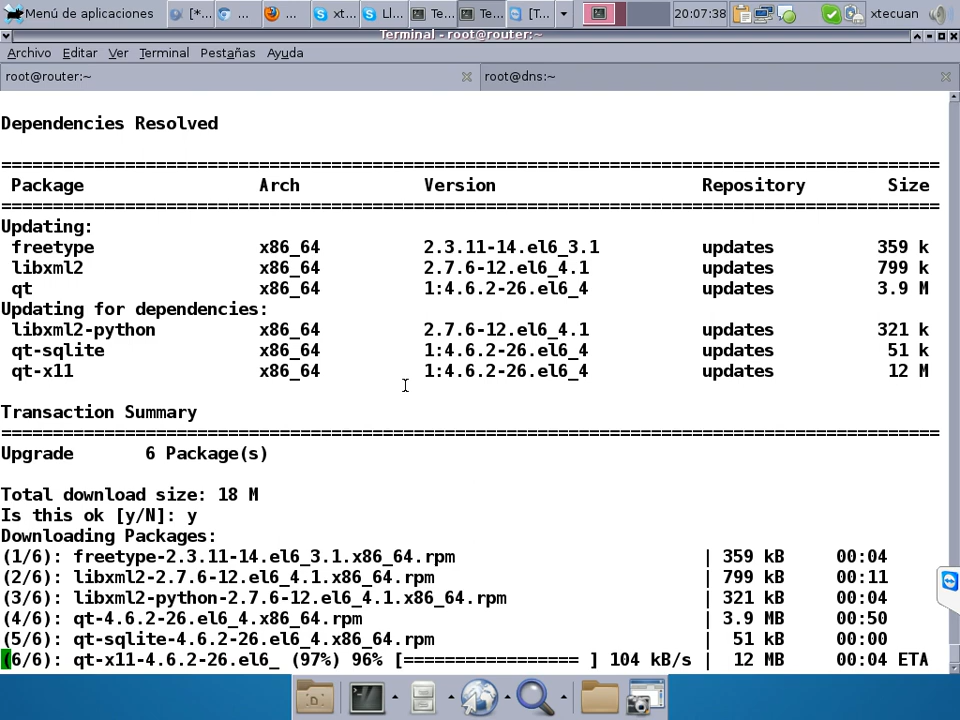 Menú de aplicaciones [*... ... ... xt... Ll... Te... Te... [T... 20:07:38 xtecuan
Terminal - root@router:~
Archivo Editar Ver Terminal Pestañas Ayuda
root@router:~ root@dns:~
Dependencies Resolved
================================================================================
Package Arch Version Repository Size
================================================================================
Updating:
freetype x86_64 2.3.11-14.el6_3.1 updates 359 k
libxml2 x86_64 2.7.6-12.el6_4.1 updates 799 k
qt x86_64 1:4.6.2-26.el6_4 updates 3.9 M
Updating for dependencies:
libxml2-python x86_64 2.7.6-12.el6_4.1 updates 321 k
qt-sqlite x86_64 1:4.6.2-26.el6_4 updates 51 k
qt-x11 x86_64 1:4.6.2-26.el6_4 updates 12 M
Transaction Summary
================================================================================
Upgrade 6 Package(s)
Total download size: 18 M
Is this ok [y/N]: y
Downloading Packages:
(1/6): freetype-2.3.11-14.el6_3.1.x86_64.rpm | 359 kB 00:04
(2/6): libxml2-2.7.6-12.el6_4.1.x86_64.rpm | 799 kB 00:11
(3/6): libxml2-python-2.7.6-12.el6_4.1.x86_64.rpm | 321 kB 00:04
(4/6): qt-4.6.2-26.el6_4.x86_64.rpm | 3.9 MB 00:50
(5/6): qt-sqlite-4.6.2-26.el6_4.x86_64.rpm | 51 kB 00:00
(6/6): qt-x11-4.6.2-26.el6_ (97%) 96% [================= ] 104 kB/s | 12 MB 00:04 ETA